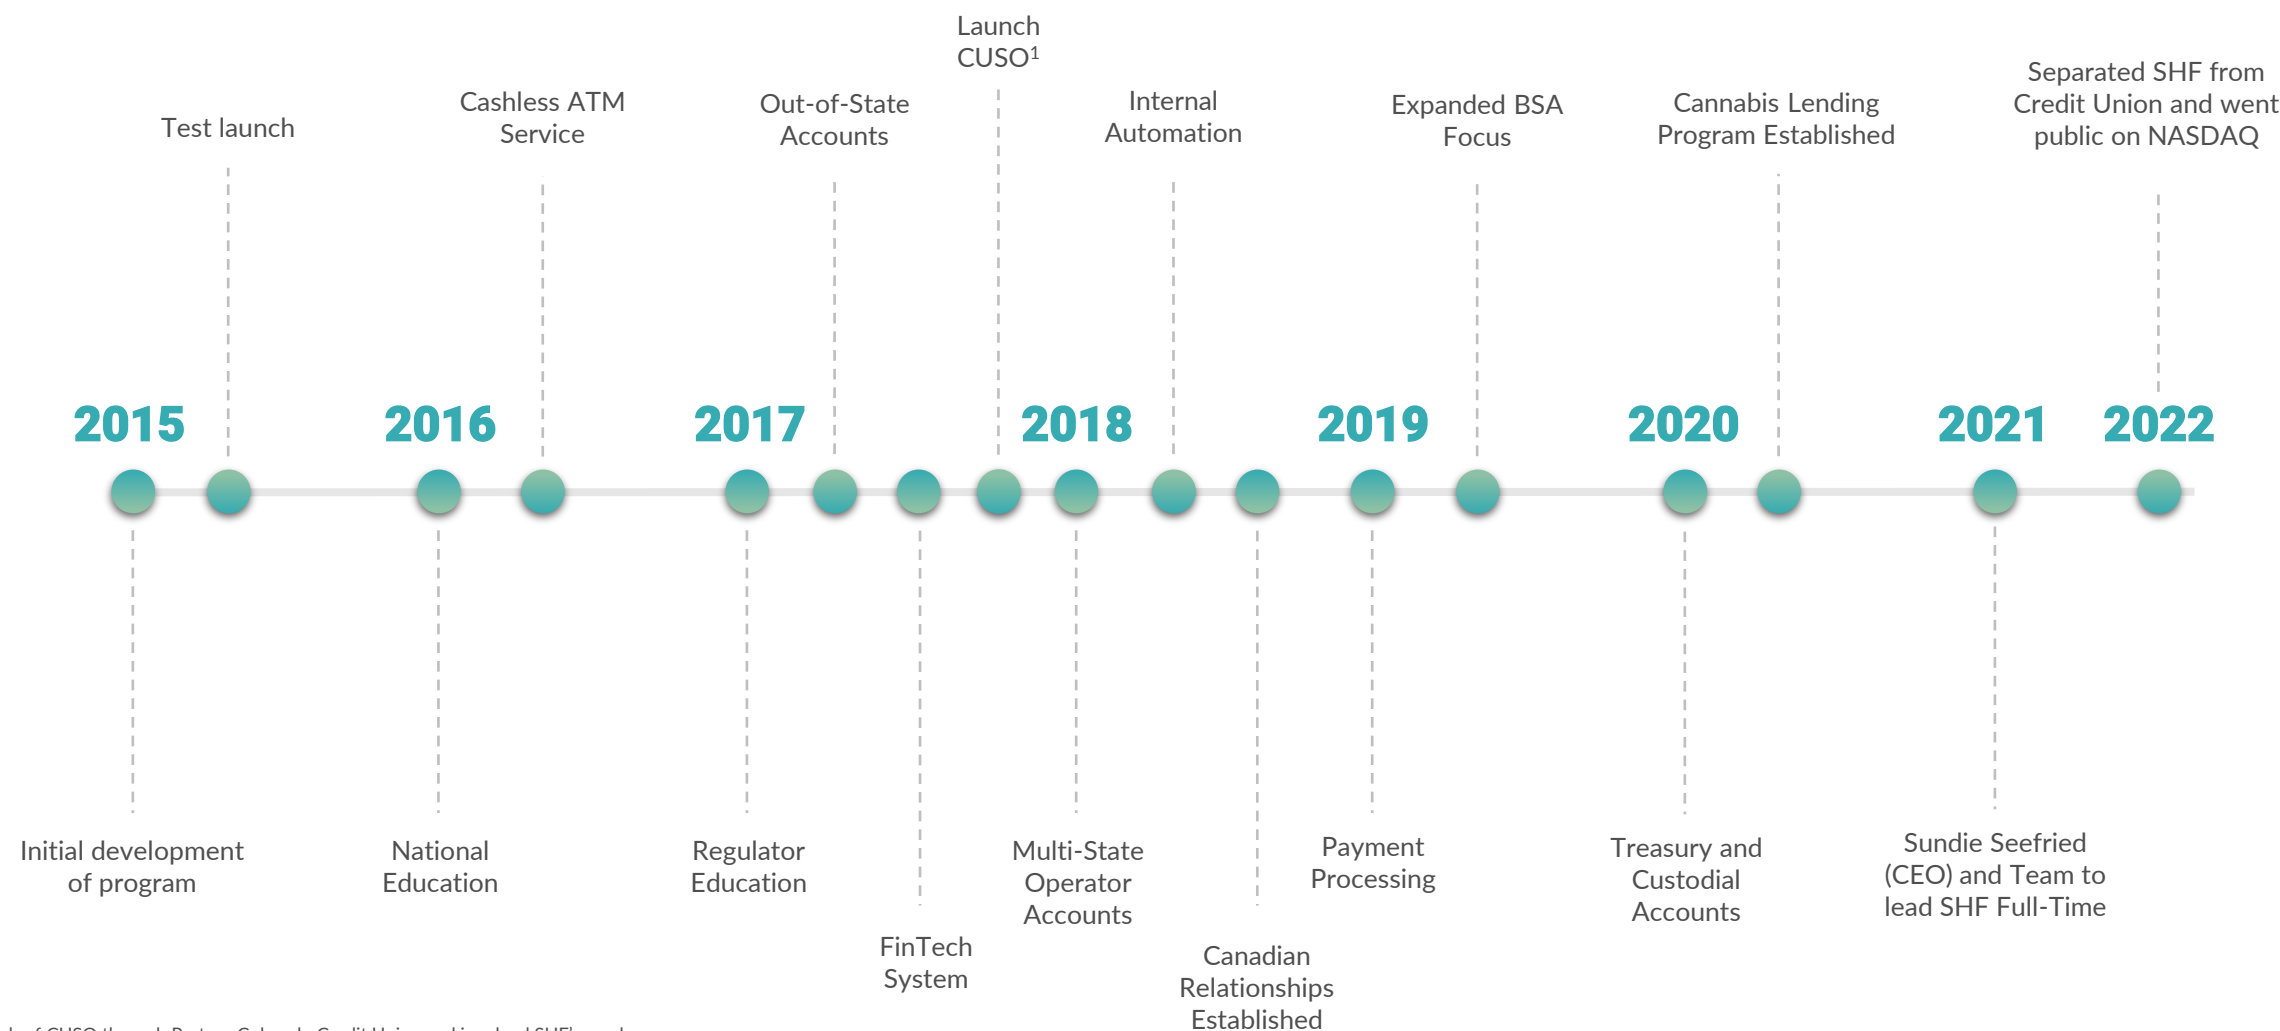 Launch
CUSO¹
Test launch
Cashless ATM
Service
Out-of-State
Accounts
Internal
Automation
Expanded BSA
Focus
Cannabis Lending
Program Established
Separated SHF from
Credit Union and went
public on NASDAQ
2015
2016
2017
2018
2019
2020
2021
2022
Initial development
of program
National
Education
Regulator
Education
FinTech
System
Multi-State
Operator
Accounts
Canadian
Relationships
Established
Payment
Processing
Treasury and
Custodial
Accounts
Sundie Seefried
(CEO) and Team to
lead SHF Full-Time